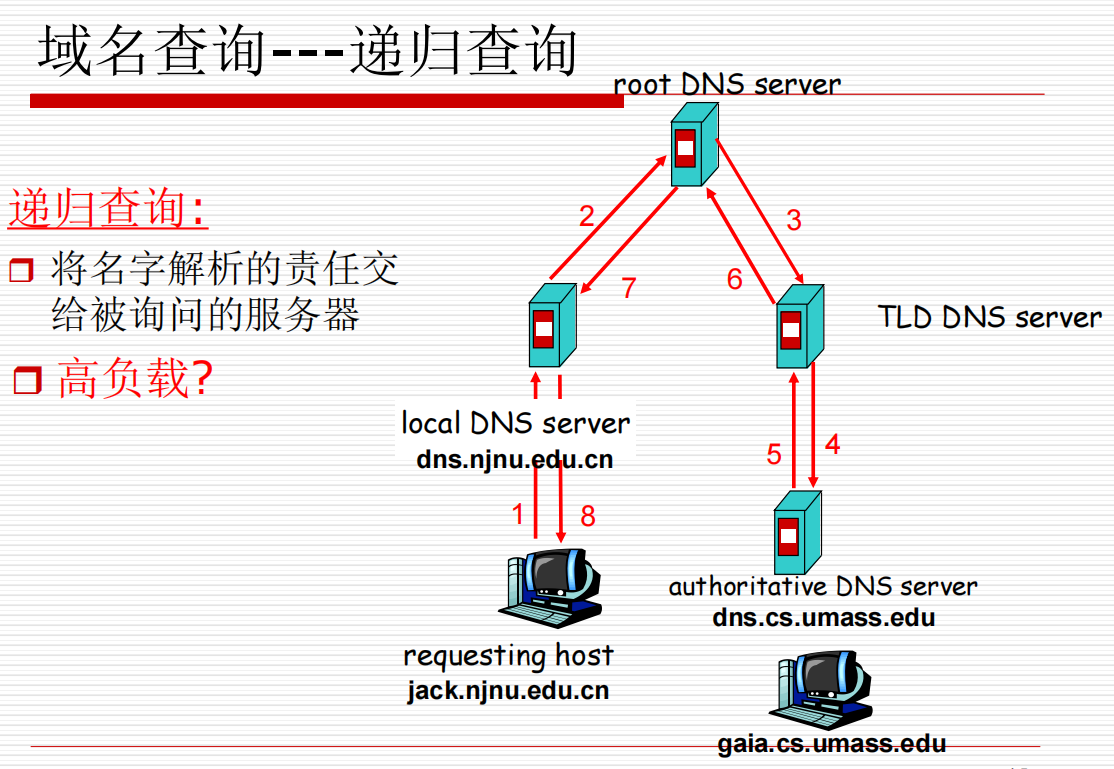 域名查询---递归查询
root DNS server
递归查询:
将名字解析的责任交
给被询问的服务器
高负载?
2
3
7
6
TLD DNS server
local DNS server
dns.njnu.edu.cn
5
4
1
8
authoritative DNS server
dns.cs.umass.edu
requesting host
jack.njnu.edu.cn
gaia.cs.umass.edu